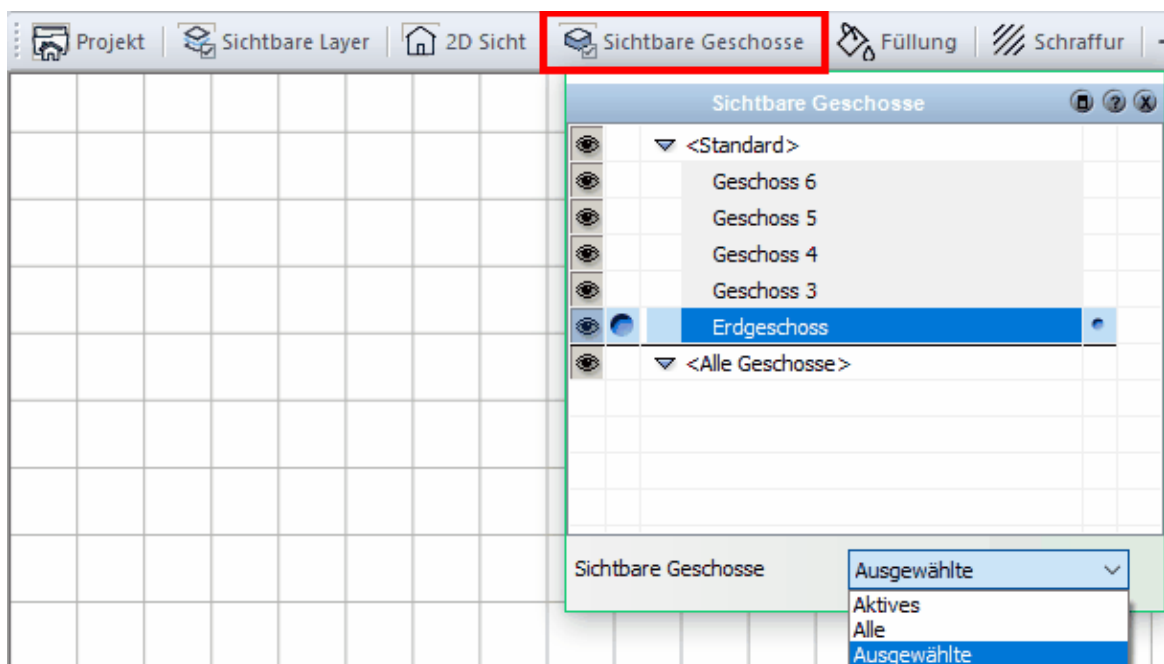 Projekt Sichtbare Layer 2D Sicht Sichtbare Geschosse Füllung Schraffur
Sichtbare Geschosse
<Standard>
Geschoss 6
Geschoss 5
Geschoss 4
Geschoss 3
Erdgeschoss
<Alle Geschosse>
Sichtbare Geschosse Ausgewählte
Aktives
Alle
Ausgewählte